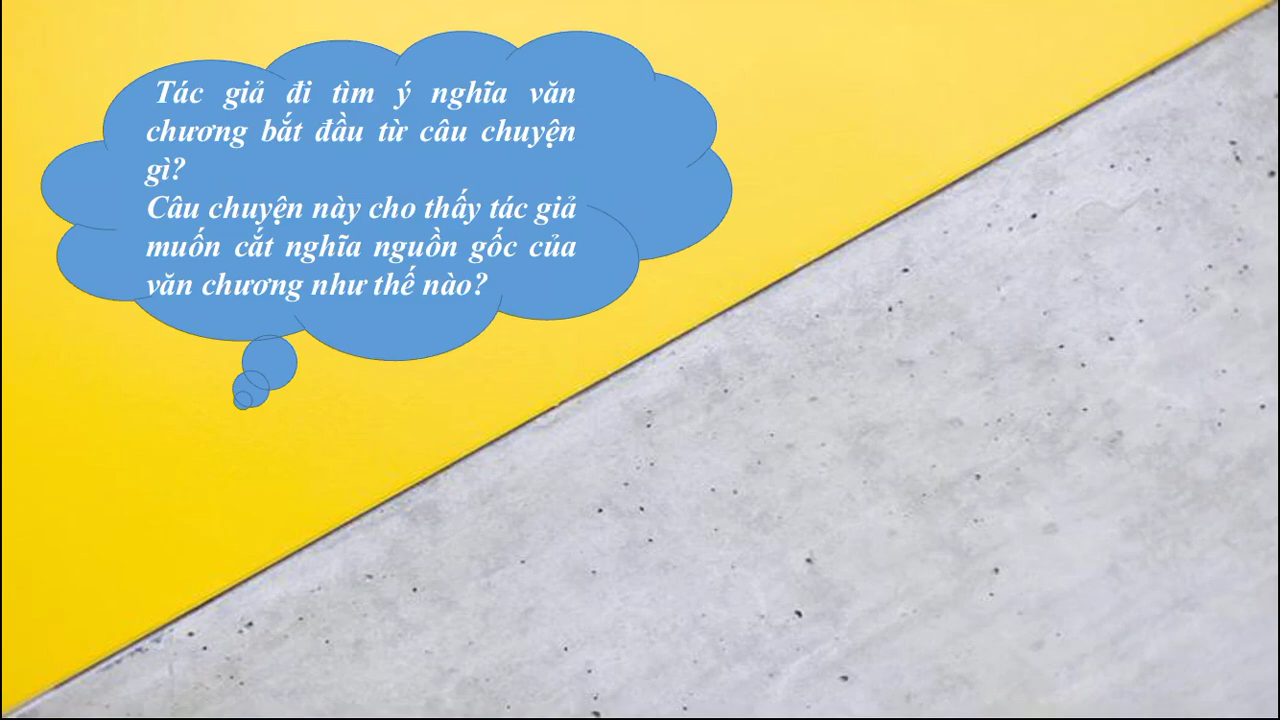 Tác giả đi tìm ý nghĩa văn
chương bắt đầu từ câu chuyện
gì?
Câu chuyện này cho thấy tác giả
muốn cắt nghĩa nguồn gốc của
văn chương như thế nào?